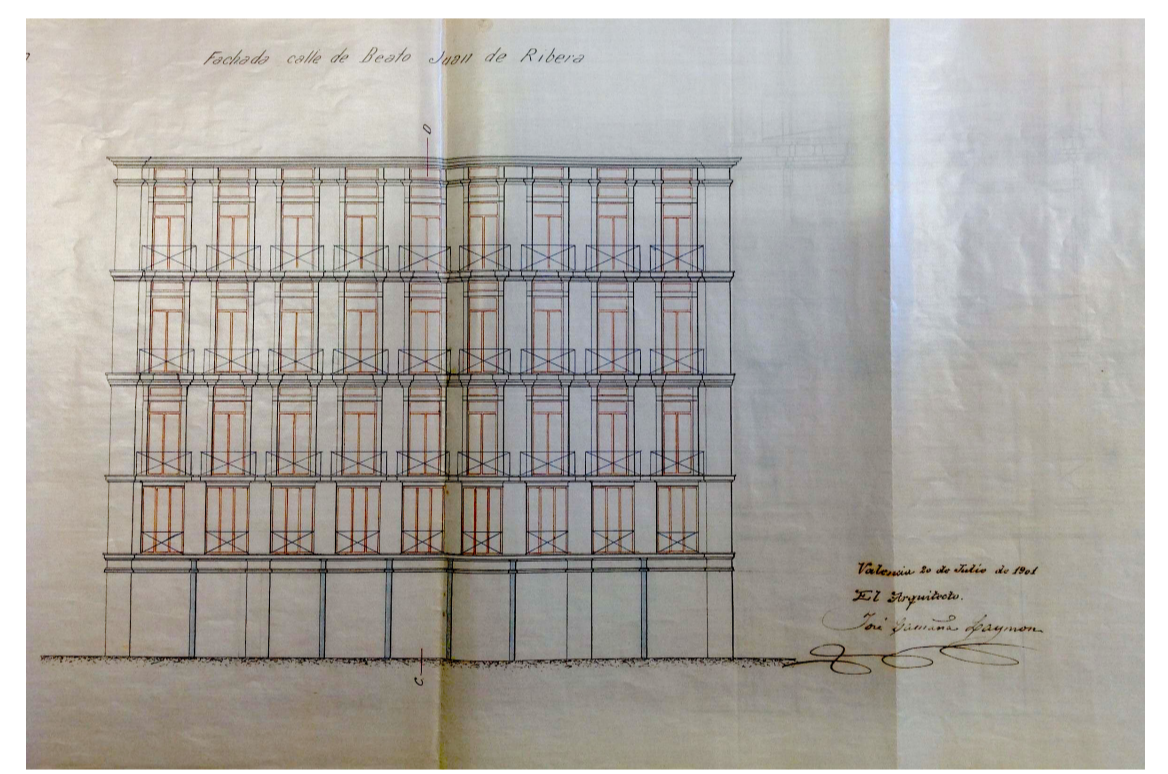 Fachada calle de Beato Juan de Ribera
D
C
Valencia 20 de Julio de 1901
El Arquitecto.
José Camaña Laymon